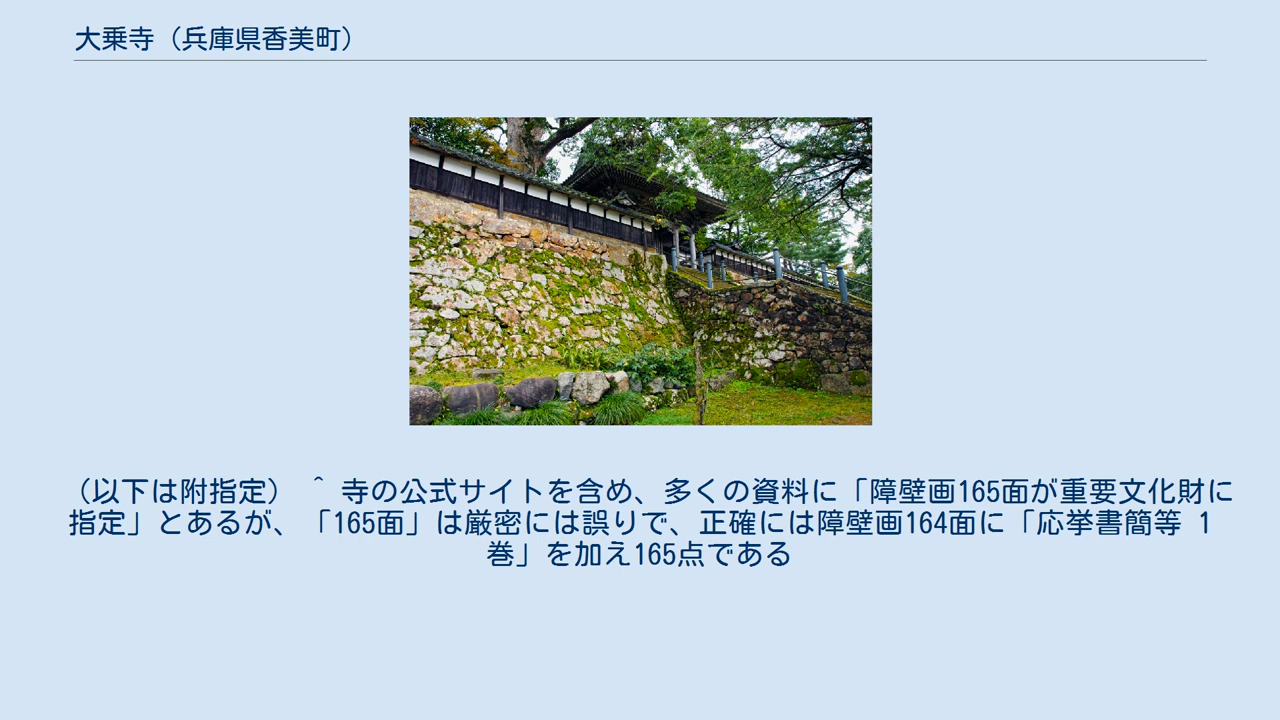 大乗寺（兵庫県香美町）
（以下は附指定） ^ 寺の公式サイトを含め、多くの資料に「障壁画165面が重要文化財に
指定」とあるが、「165面」は厳密には誤りで、正確には障壁画164面に「応挙書簡等 1
巻」を加え165点である